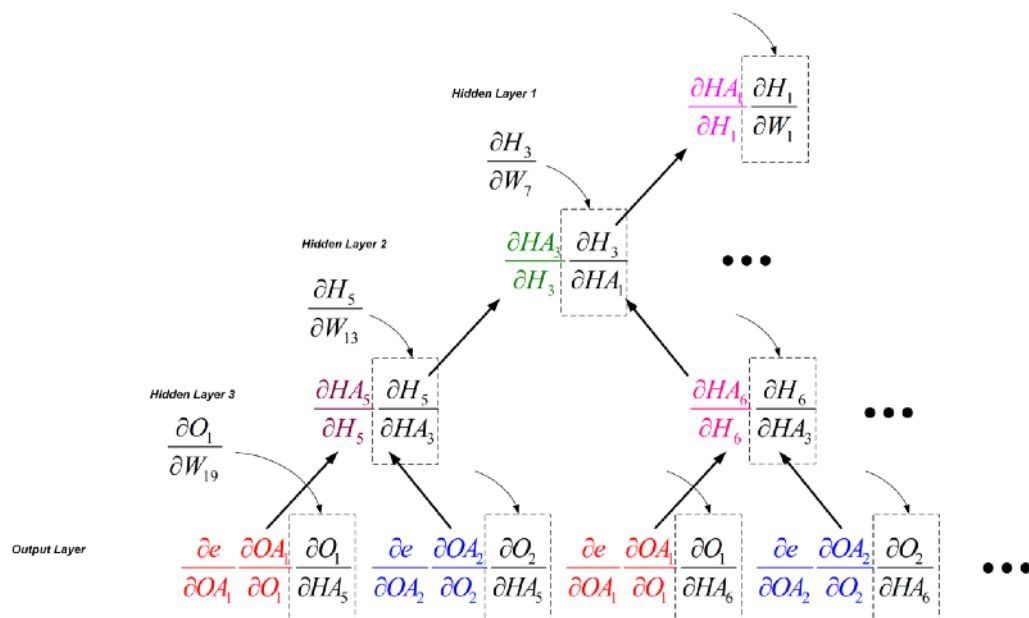 Hidden Layer 1
∂HA₁/∂H₁ ∂H₁/∂W₁
∂H₃/∂W₇
Hidden Layer 2
∂HA₃/∂H₃ ∂H₃/∂HA₁
•••
∂H₅/∂W₁₃
Hidden Layer 3
∂HA₅/∂H₅ ∂H₅/∂HA₃
∂HA₆/∂H₆ ∂H₆/∂HA₃
•••
∂O₁/∂W₁₉
Output Layer
∂e/∂OA₁ ∂OA₁/∂O₁ ∂O₁/∂HA₅
∂e/∂OA₂ ∂OA₂/∂O₂ ∂O₂/∂HA₅
∂e/∂OA₁ ∂OA₁/∂O₁ ∂O₁/∂HA₆
∂e/∂OA₂ ∂OA₂/∂O₂ ∂O₂/∂HA₆
•••